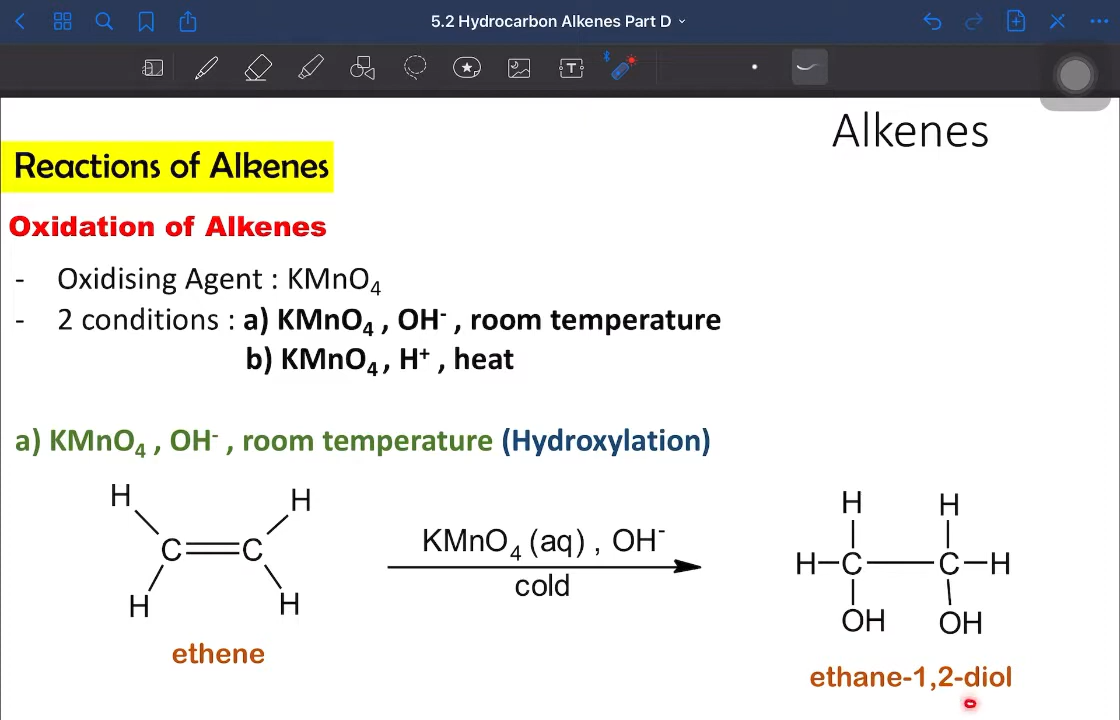 5.2 Hydrocarbon Alkenes Part D
T
Alkenes
Reactions of Alkenes
Oxidation of Alkenes
- Oxidising Agent : KMnO₄
- 2 conditions : a) KMnO₄ , OH⁻ , room temperature
b) KMnO₄ , H⁺ , heat
a) KMnO₄ , OH⁻ , room temperature (Hydroxylation)
H H
C=C
H H
ethene
KMnO₄ (aq) , OH⁻
cold
H H
H–C–C–H
OH OH
ethane-1,2-diol